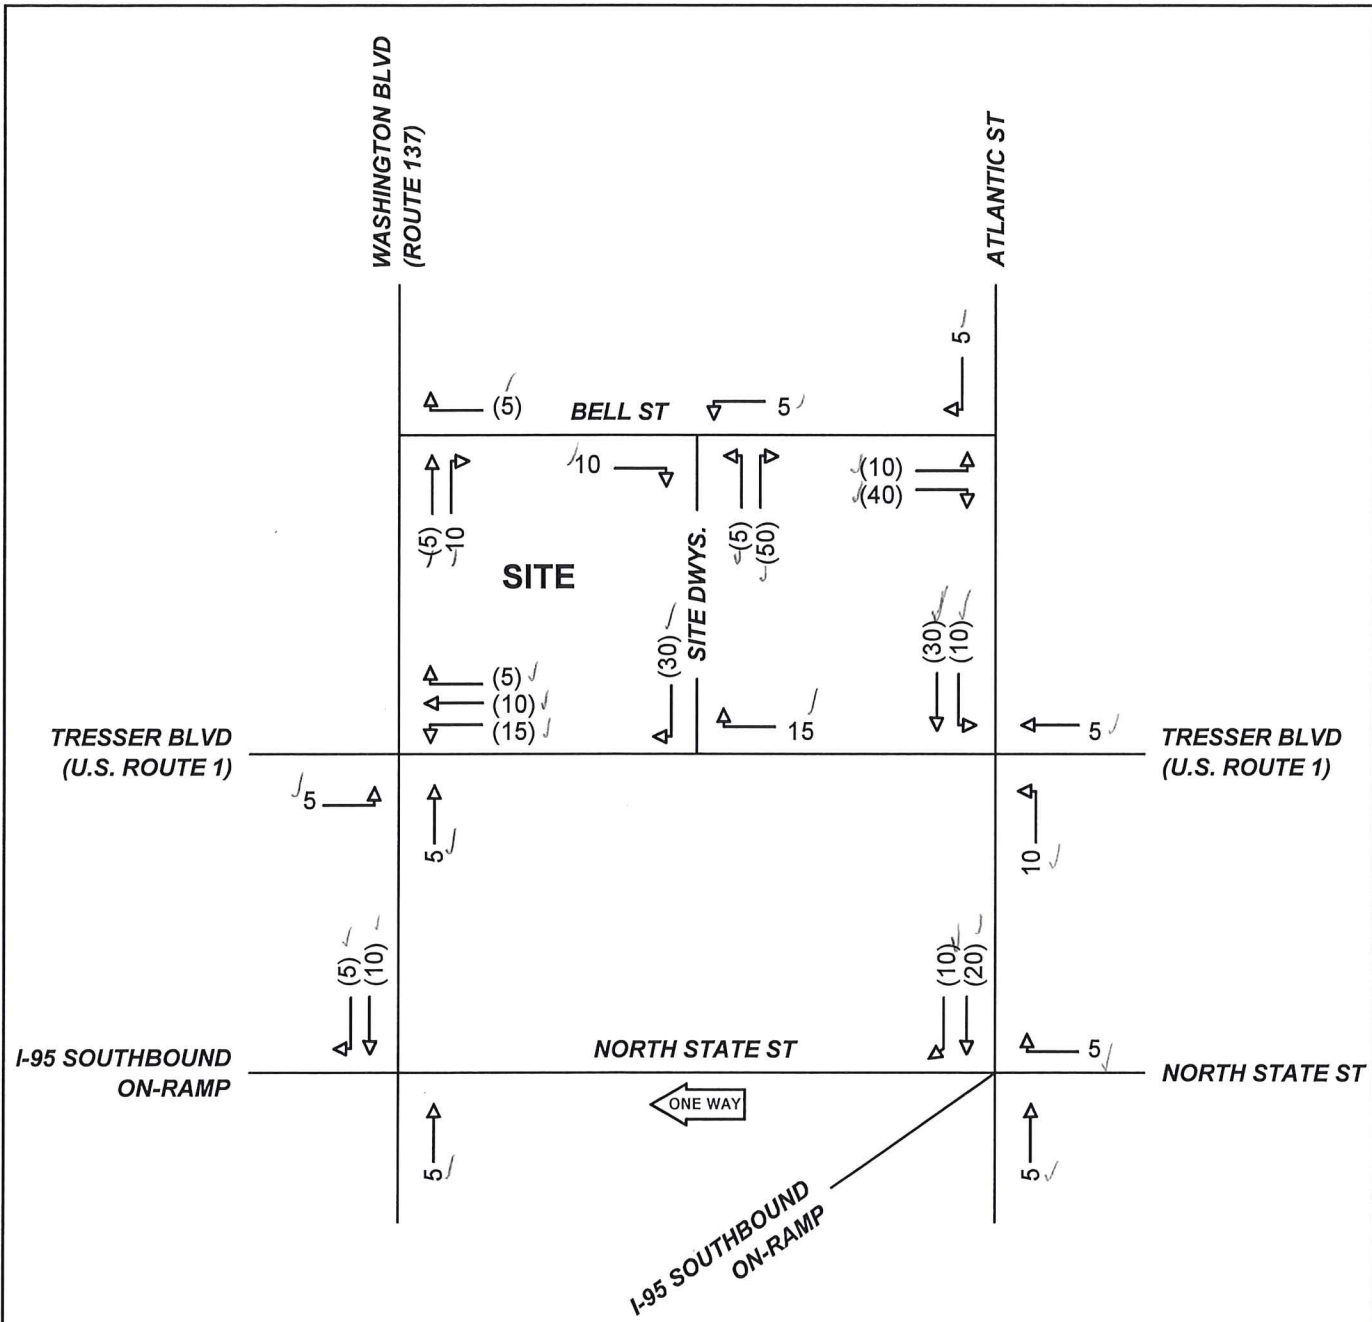 WASHINGTON BLVD
(ROUTE 137)
ATLANTIC ST
5
(5)
BELL ST
5
10
(10)
(40)
(5)
10
(5)
(50)
SITE
SITE DWYS.
(30)
(30)
(10)
(5)
(10)
(15)
15
5
TRESSER BLVD
(U.S. ROUTE 1)
TRESSER BLVD
(U.S. ROUTE 1)
5
5
10
(5)
(10)
(10)
(20)
I-95 SOUTHBOUND
ON-RAMP
NORTH STATE ST
5
NORTH STATE ST
ONE WAY
5
5
I-95 SOUTHBOUND
ON-RAMP